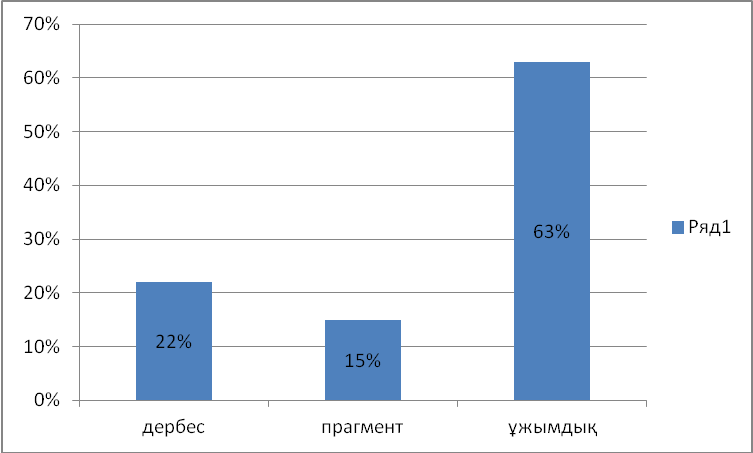 70%
60%
50%
40%
30%
20%
10%
0%
22%
15%
63%
дербес
прагмент
ұжымдық
Ряд1